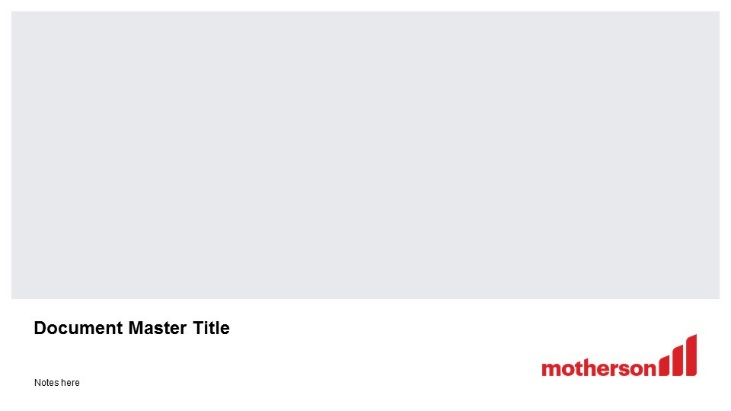 Document Master Title
motherson
Notes here